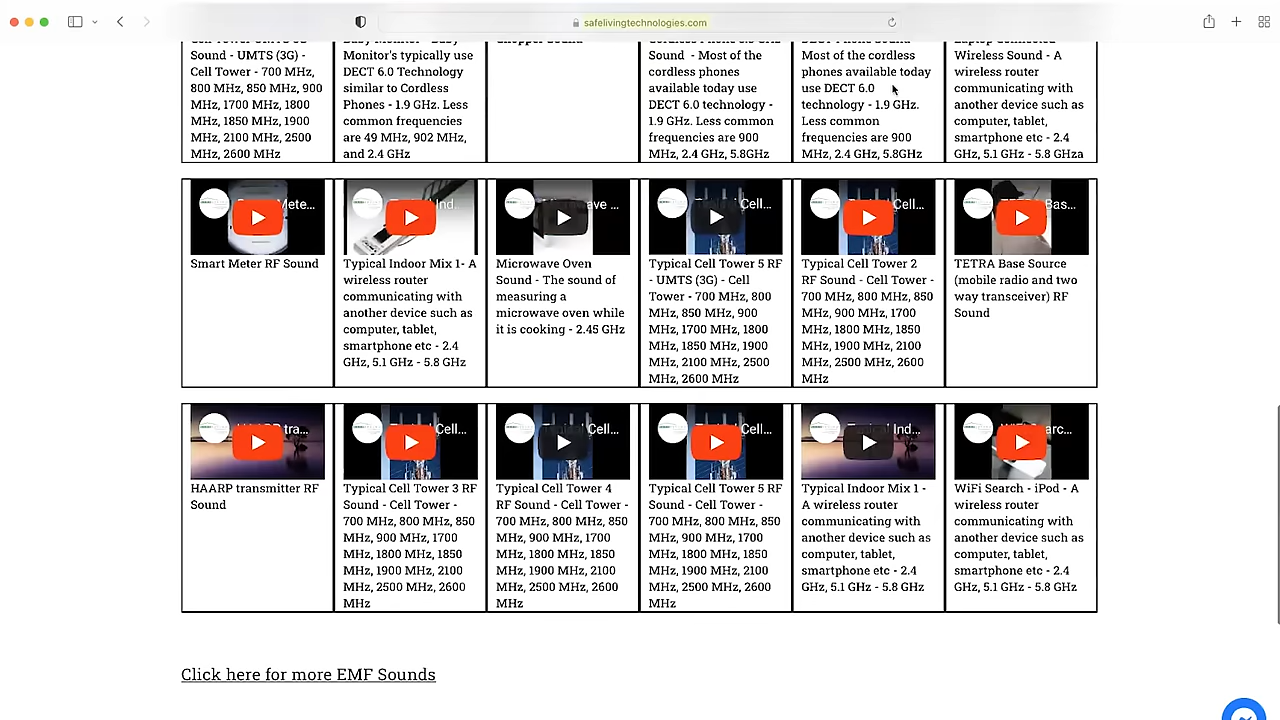 safelivingtechnologies.com
Sound - UMTS (3G) -
Cell Tower - 700 MHz,
800 MHz, 850 MHz, 900
MHz, 1700 MHz, 1800
MHz, 1850 MHz, 1900
MHz, 2100 MHz, 2500
MHz, 2600 MHz
Monitor's typically use
DECT 6.0 Technology
similar to Cordless
Phones - 1.9 GHz. Less
common frequencies
are 49 MHz, 902 MHz,
and 2.4 GHz
Sound - Most of the
cordless phones
available today use
DECT 6.0 technology -
1.9 GHz. Less common
frequencies are 900
MHz, 2.4 GHz, 5.8GHz
Most of the cordless
phones available today
use DECT 6.0
technology - 1.9 GHz.
Less common
frequencies are 900
MHz, 2.4 GHz, 5.8GHz
Wireless Sound - A
wireless router
communicating with
another device such as
computer, tablet,
smartphone etc - 2.4
GHz, 5.1 GHz - 5.8 GHza
Smart Meter RF Sound
Typical Indoor Mix 1- A
wireless router
communicating with
another device such as
computer, tablet,
smartphone etc - 2.4
GHz, 5.1 GHz - 5.8 GHz
Microwave Oven
Sound - The sound of
measuring a
microwave oven while
it is cooking - 2.45 GHz
Cell...
Typical Cell Tower 5 RF
- UMTS (3G) - Cell
Tower - 700 MHz, 800
MHz, 850 MHz, 900
MHz, 1700 MHz, 1800
MHz, 1850 MHz, 1900
MHz, 2100 MHz, 2500
MHz, 2600 MHz
Cell...
Typical Cell Tower 2
RF Sound - Cell Tower -
700 MHz, 800 MHz, 850
MHz, 900 MHz, 1700
MHz, 1800 MHz, 1850
MHz, 1900 MHz, 2100
MHz, 2500 MHz, 2600
MHz
TETRA Base Source
(mobile radio and two
way transceiver) RF
Sound
HAARP transmitter RF
Sound
Cell...
Typical Cell Tower 3 RF
Sound - Cell Tower -
700 MHz, 800 MHz, 850
MHz, 900 MHz, 1700
MHz, 1800 MHz, 1850
MHz, 1900 MHz, 2100
MHz, 2500 MHz, 2600
MHz
Cell...
Typical Cell Tower 4
RF Sound - Cell Tower -
700 MHz, 800 MHz, 850
MHz, 900 MHz, 1700
MHz, 1800 MHz, 1850
MHz, 1900 MHz, 2100
MHz, 2500 MHz, 2600
MHz
Cell...
Typical Cell Tower 5 RF
Sound - Cell Tower -
700 MHz, 800 MHz, 850
MHz, 900 MHz, 1700
MHz, 1800 MHz, 1850
MHz, 1900 MHz, 2100
MHz, 2500 MHz, 2600
MHz
Typical Indoor Mix 1 -
A wireless router
communicating with
another device such as
computer, tablet,
smartphone etc - 2.4
GHz, 5.1 GHz - 5.8 GHz
WiFi Search - iPod - A
wireless router
communicating with
another device such as
computer, tablet,
smartphone etc - 2.4
GHz, 5.1 GHz - 5.8 GHz
Click here for more EMF Sounds